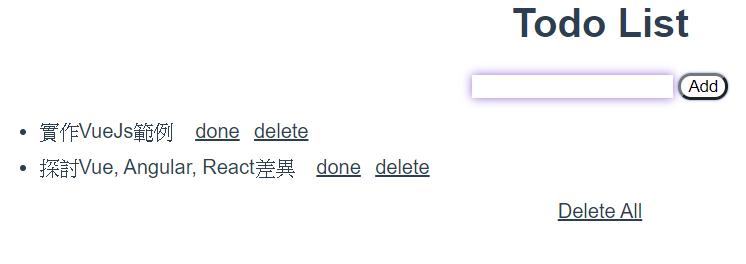 Todo List
Add
實作VueJs範例 done delete
探討Vue, Angular, React差異 done delete
Delete All